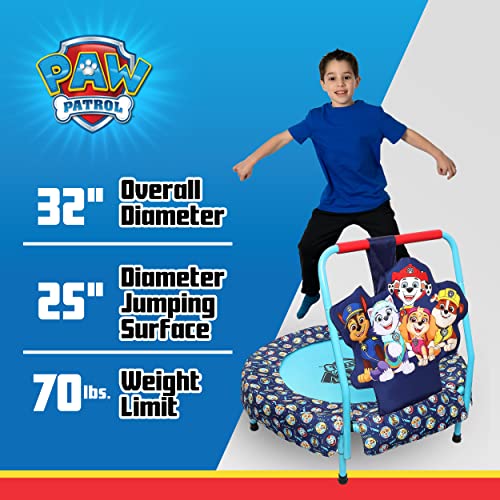 PAW
PATROL
32" Overall
Diameter
25" Diameter
Jumping
Surface
70lbs. Weight
Limit